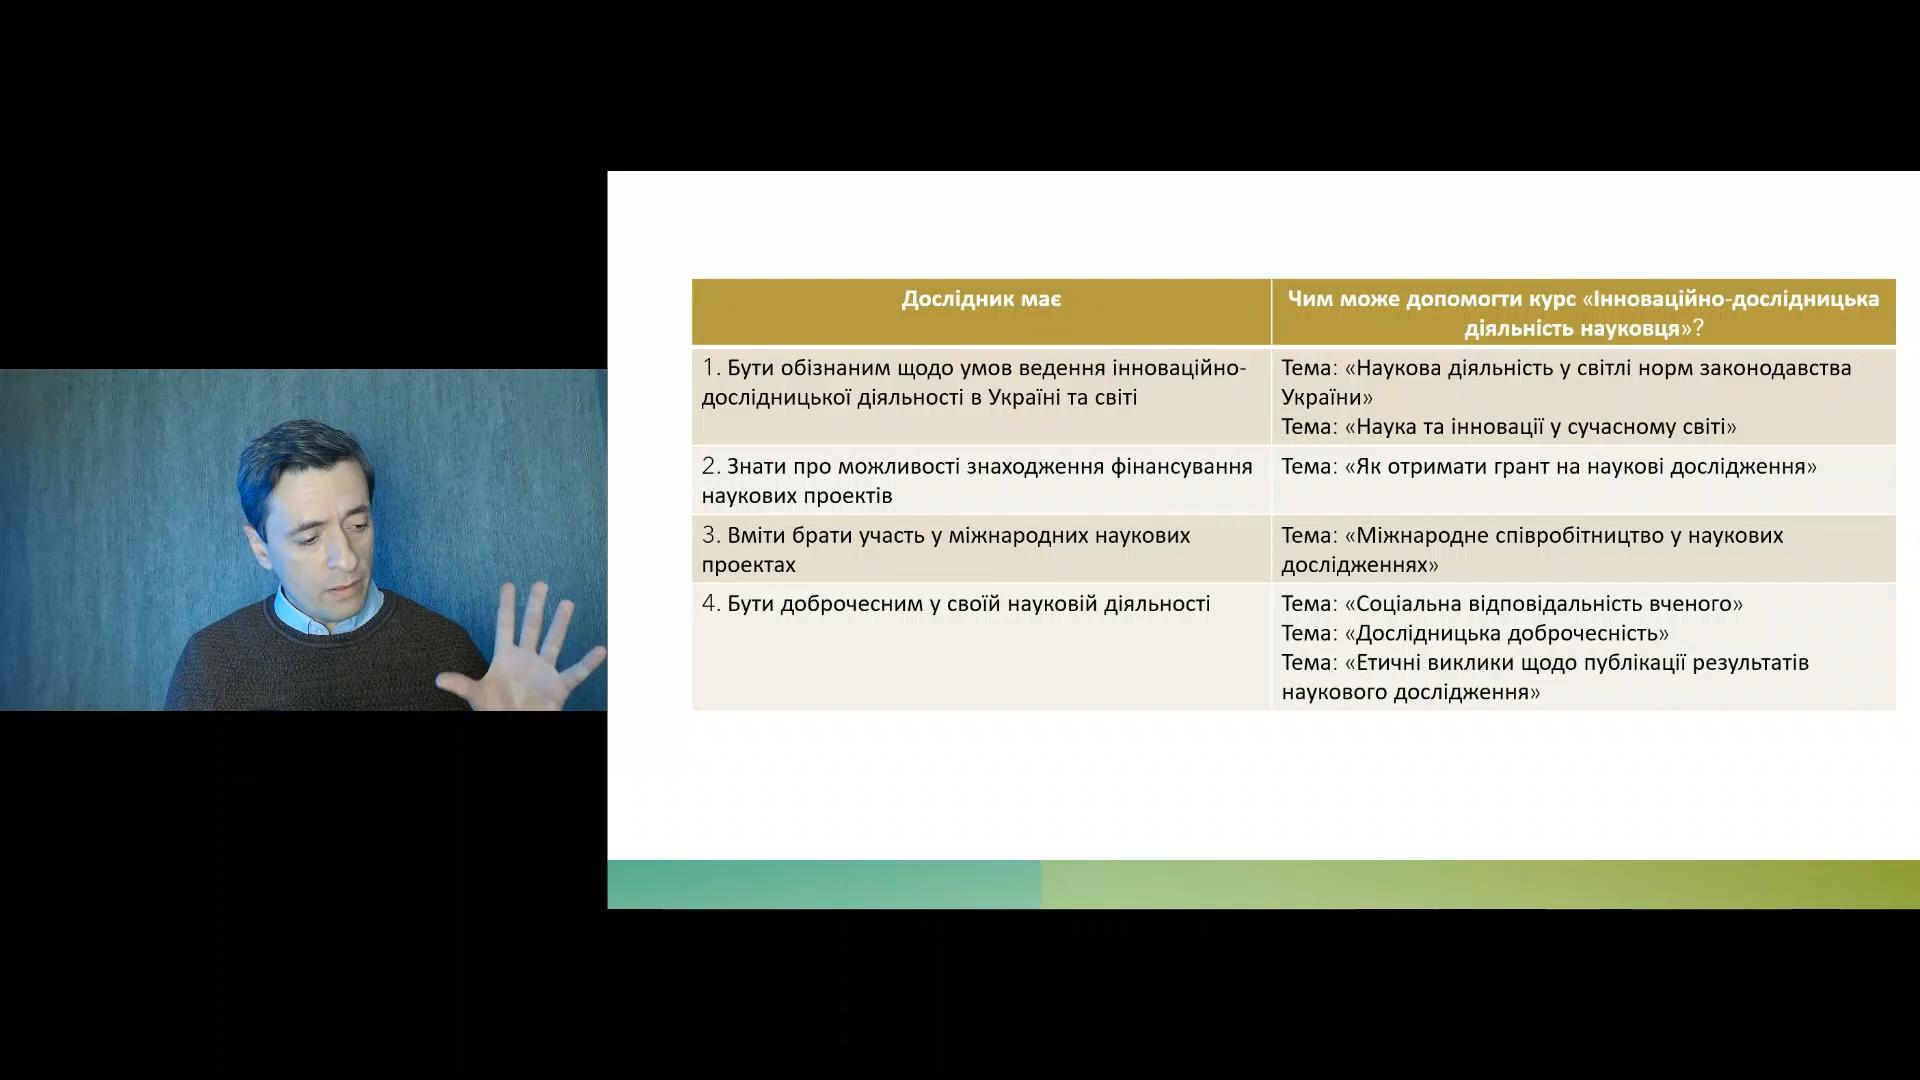 Дослідник має
Чим може допомогти курс «Інноваційно-дослідницька
діяльність науковця»?
1. Бути обізнаним щодо умов ведення інноваційно-
дослідницької діяльності в Україні та світі
Тема: «Наукова діяльність у світлі норм законодавства
України»
Тема: «Наука та інновації у сучасному світі»
2. Знати про можливості знаходження фінансування
наукових проектів
Тема: «Як отримати грант на наукові дослідження»
3. Вміти брати участь у міжнародних наукових
проектах
Тема: «Міжнародне співробітництво у наукових
дослідженнях»
4. Бути доброчесним у своїй науковій діяльності
Тема: «Соціальна відповідальність вченого»
Тема: «Дослідницька доброчесність»
Тема: «Етичні виклики щодо публікації результатів
наукового дослідження»